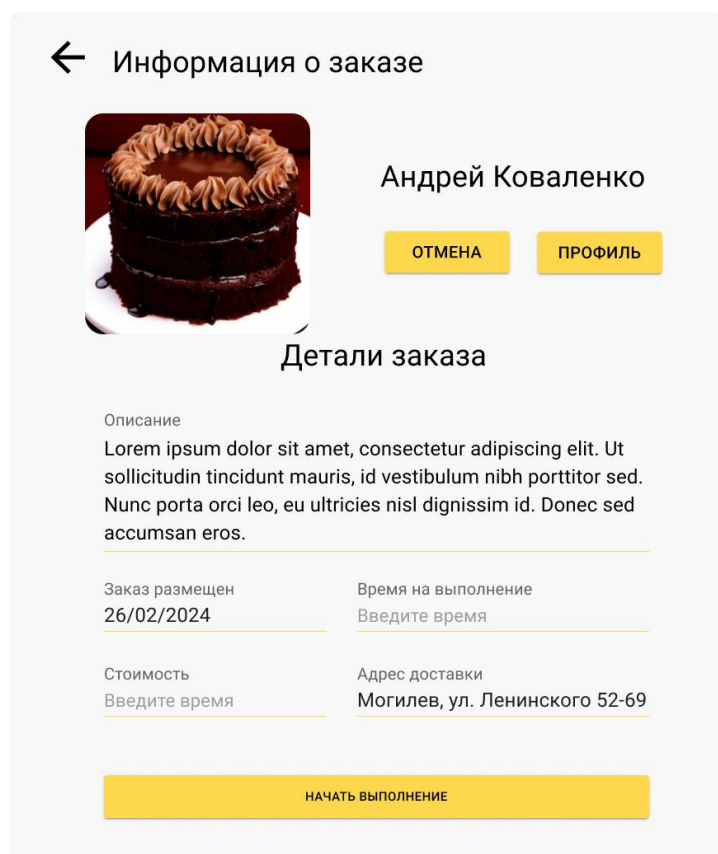 Информация о заказе
Андрей Коваленко
ОТМЕНА
ПРОФИЛЬ
Детали заказа
Описание
Lorem ipsum dolor sit amet, consectetur adipiscing elit. Ut
sollicitudin tincidunt mauris, id vestibulum nibh porttitor sed.
Nunc porta orci leo, eu ultricies nisl dignissim id. Donec sed
accumsan eros.
Заказ размещен
26/02/2024
Время на выполнение
Введите время
Стоимость
Введите время
Адрес доставки
Могилев, ул. Ленинского 52-69
НАЧАТЬ ВЫПОЛНЕНИЕ